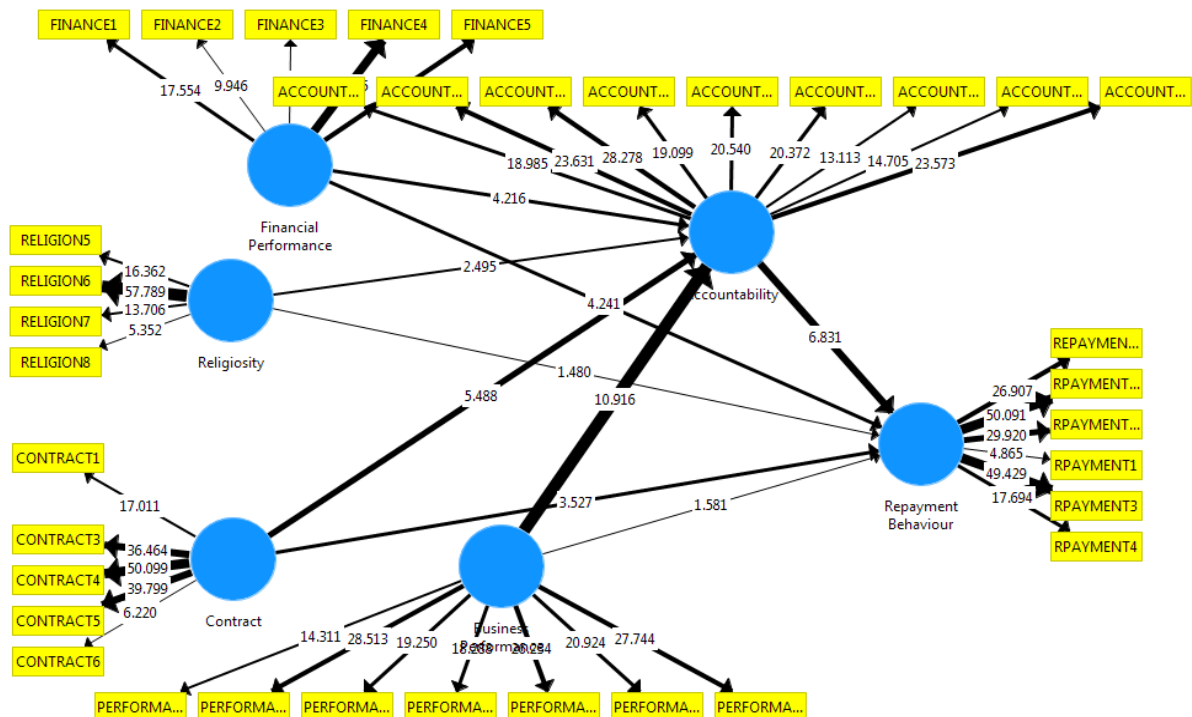 FINANCE1
FINANCE2
FINANCE3
FINANCE4
FINANCE5
17.554
9.946
ACCOUNT...
ACCOUNT...
ACCOUNT...
ACCOUNT...
ACCOUNT...
ACCOUNT...
ACCOUNT...
ACCOUNT...
ACCOUNT...
18.985
23.631
28.278
19.099
20.540
20.372
13.113
14.705
23.573
Financial
Performance
4.216
RELIGION5
RELIGION6
RELIGION7
RELIGION8
16.362
57.789
13.706
5.352
Religiosity
2.495
4.241
1.480
5.488
10.916
6.831
REPAYMEN...
RPAYMENT...
RPAYMENT...
RPAYMENT1
RPAYMENT3
RPAYMENT4
26.907
50.091
29.920
4.865
49.429
17.694
Repayment
Behaviour
CONTRACT1
CONTRACT3
CONTRACT4
CONTRACT5
CONTRACT6
17.011
36.464
50.099
39.799
6.220
Contract
3.527
1.581
Business
14.311
28.513
19.250
20.924
27.744
PERFORMA...
PERFORMA...
PERFORMA...
PERFORMA...
PERFORMA...
PERFORMA...
PERFORMA...